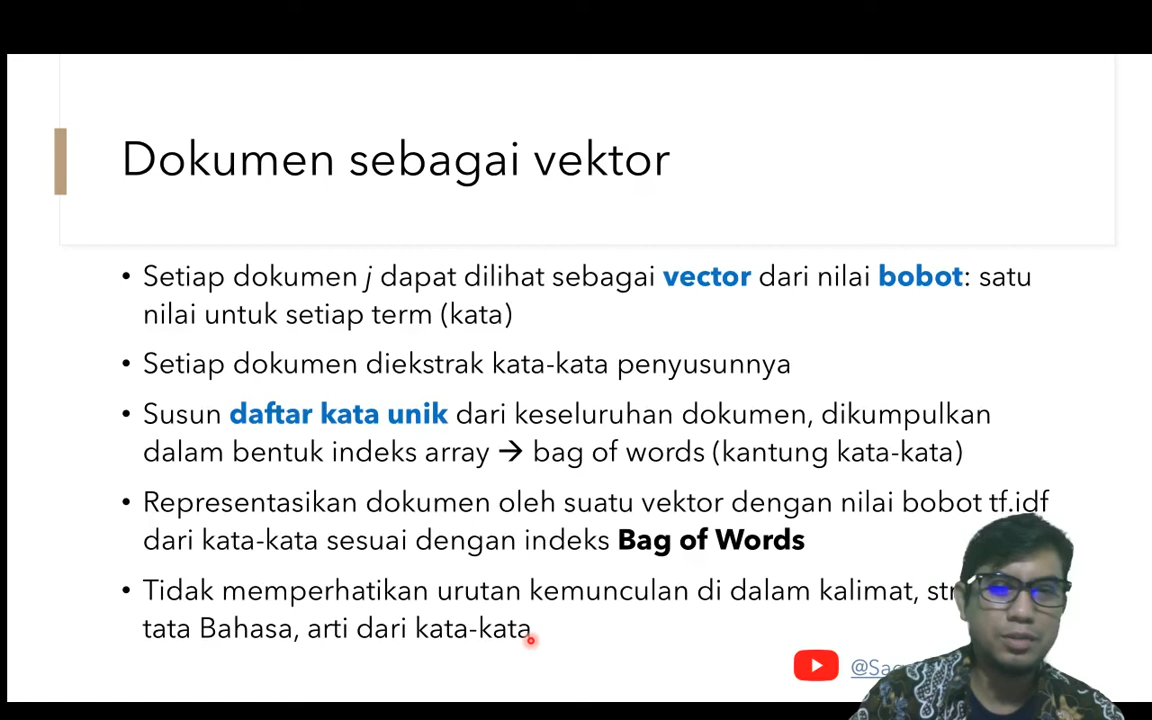 Dokumen sebagai vektor
• Setiap dokumen j dapat dilihat sebagai vector dari nilai bobot: satu
nilai untuk setiap term (kata)
• Setiap dokumen diekstrak kata-kata penyusunnya
• Susun daftar kata unik dari keseluruhan dokumen, dikumpulkan
dalam bentuk indeks array → bag of words (kantung kata-kata)
• Representasikan dokumen oleh suatu vektor dengan nilai bobot tf.idf
dari kata-kata sesuai dengan indeks Bag of Words
• Tidak memperhatikan urutan kemunculan di dalam kalimat,
tata Bahasa, arti dari kata-kata